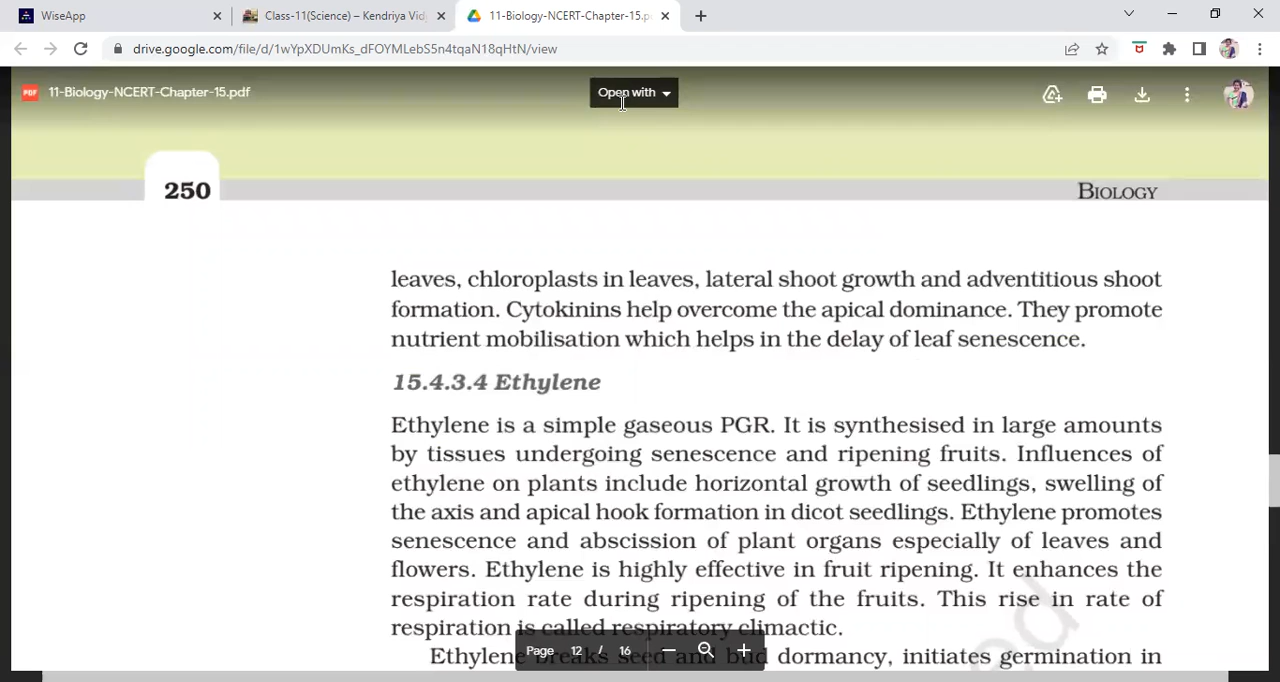 WiseApp
Class-11(Science) – Kendriya Vid
11-Biology-NCERT-Chapter-15.p
drive.google.com/file/d/1wYpXDUmKs_dFOYMLebS5n4tqaN18qHtN/view
PDF 11-Biology-NCERT-Chapter-15.pdf
Open with
250
BIOLOGY
leaves, chloroplasts in leaves, lateral shoot growth and adventitious shoot
formation. Cytokinins help overcome the apical dominance. They promote
nutrient mobilisation which helps in the delay of leaf senescence.
15.4.3.4 Ethylene
Ethylene is a simple gaseous PGR. It is synthesised in large amounts
by tissues undergoing senescence and ripening fruits. Influences of
ethylene on plants include horizontal growth of seedlings, swelling of
the axis and apical hook formation in dicot seedlings. Ethylene promotes
senescence and abscission of plant organs especially of leaves and
flowers. Ethylene is highly effective in fruit ripening. It enhances the
respiration rate during ripening of the fruits. This rise in rate of
respiration is called respiratory climactic.
Ethylene breaks seed and bud dormancy, initiates germination in
Page 12 / 16